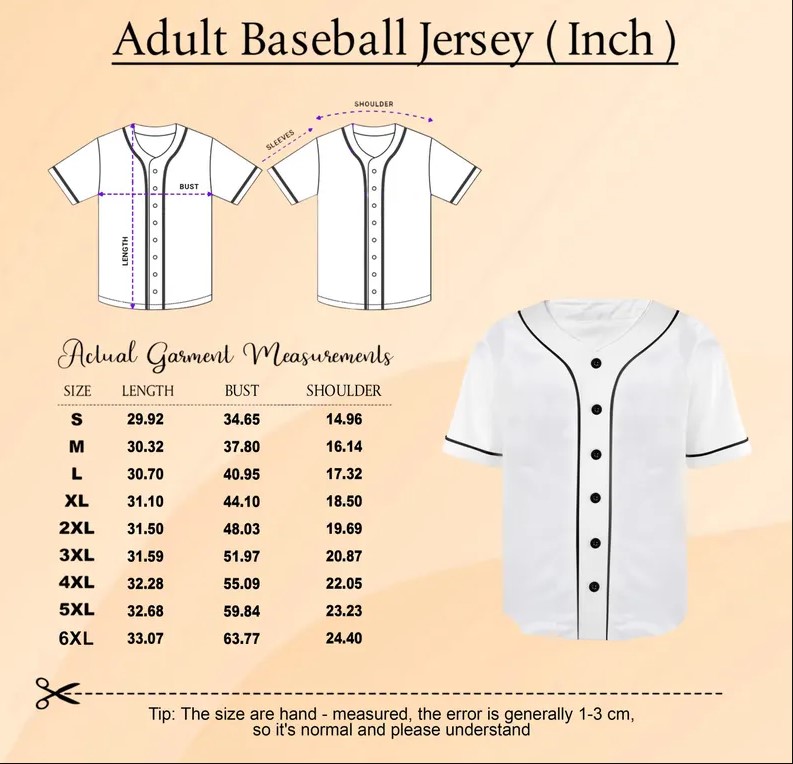 Adult Baseball Jersey ( Inch )
SHOULDER
SLEEVES
BUST
LENGTH
Actual Garment Measurements
SIZE LENGTH BUST SHOULDER
S 29.92 34.65 14.96
M 30.32 37.80 16.14
L 30.70 40.95 17.32
XL 31.10 44.10 18.50
2XL 31.50 48.03 19.69
3XL 31.59 51.97 20.87
4XL 32.28 55.09 22.05
5XL 32.68 59.84 23.23
6XL 33.07 63.77 24.40
Tip: The size are hand - measured, the error is generally 1-3 cm,
so it's normal and please understand